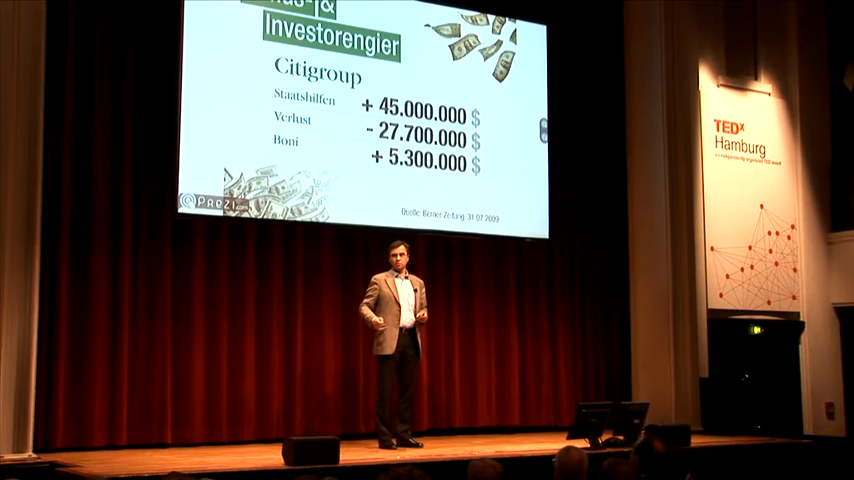 Investorengier
Citigroup
Staatshilfen + 45.000.000 $
Verlust - 27.700.000 $
Boni + 5.300.000 $
Prezi.com
Quelle: Berner Zeitung, 31.07.2009
TEDx
Hamburg